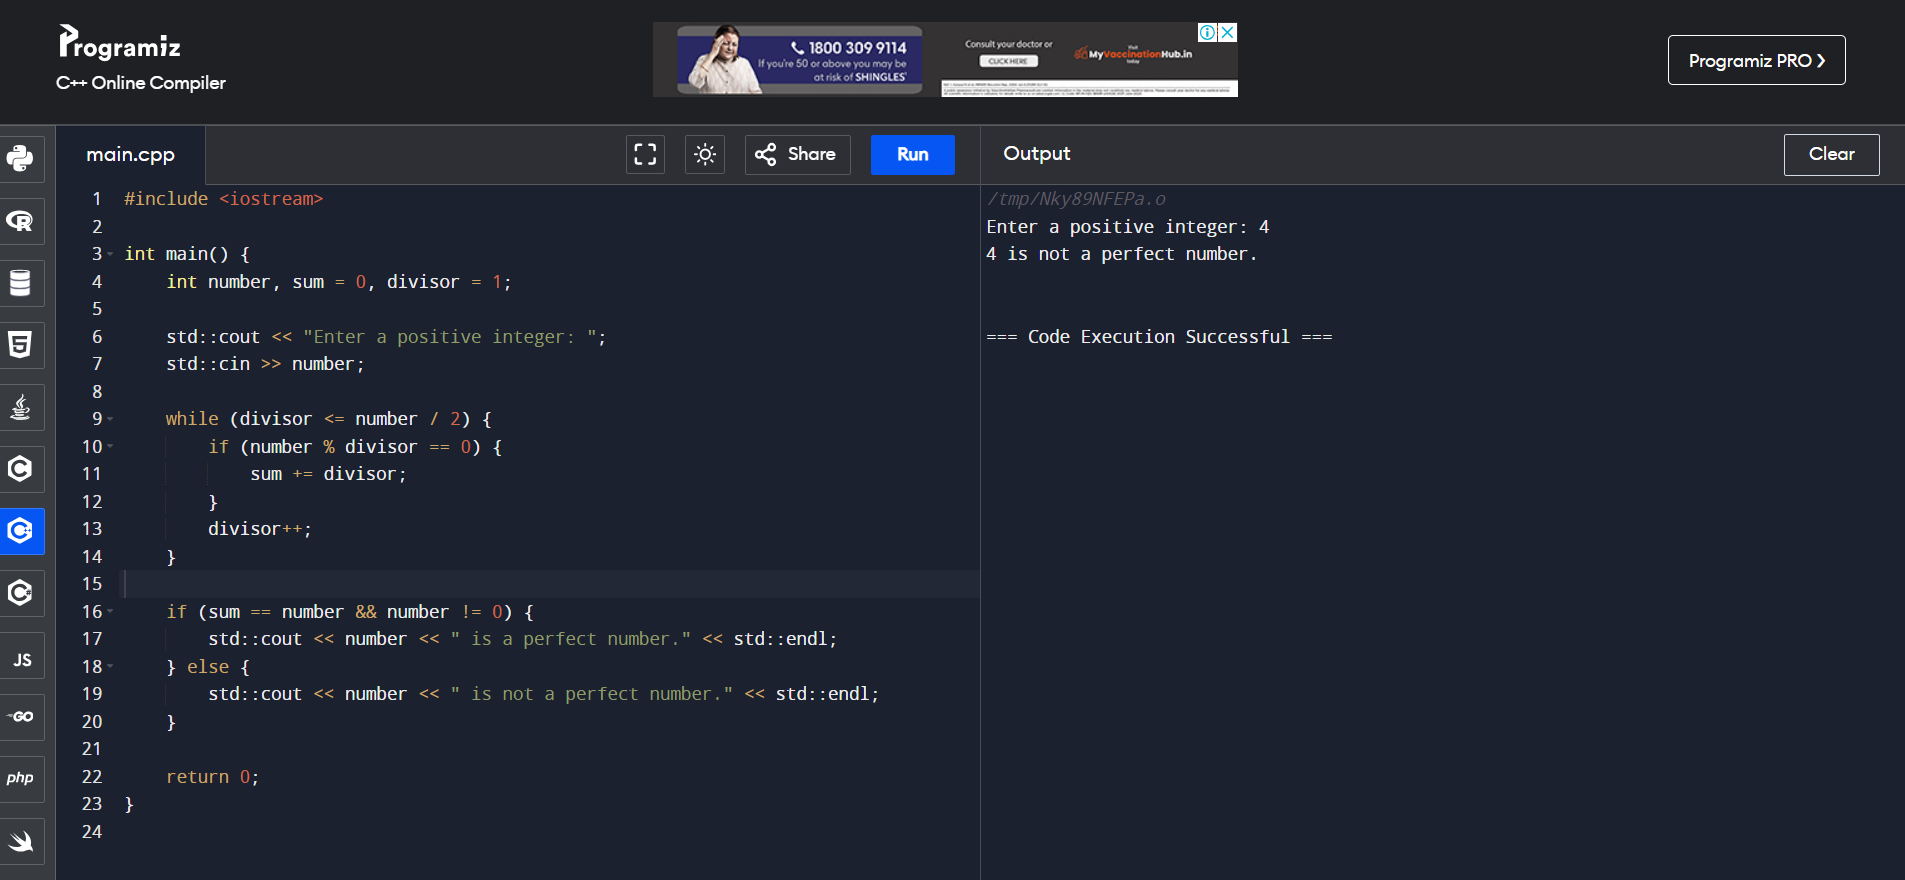 Programiz
C++ Online Compiler
1800 309 9114
If you're 50 or above you may be
at risk of SHINGLES*
Consult your doctor or
CLICK HERE
Visit
MyVaccinationHub.in
today
Programiz PRO
main.cpp
Share
Run
Output
Clear
1 #include <iostream>
2
3 int main() {
4     int number, sum = 0, divisor = 1;
5
6     std::cout << "Enter a positive integer: ";
7     std::cin >> number;
8
9     while (divisor <= number / 2) {
10         if (number % divisor == 0) {
11             sum += divisor;
12         }
13         divisor++;
14     }
15
16     if (sum == number && number != 0) {
17         std::cout << number << " is a perfect number." << std::endl;
18     } else {
19         std::cout << number << " is not a perfect number." << std::endl;
20     }
21
22     return 0;
23 }
24
/tmp/Nky89NFEPa.o
Enter a positive integer: 4
4 is not a perfect number.
=== Code Execution Successful ===
R
5
C
C++
C#
JS
GO
php